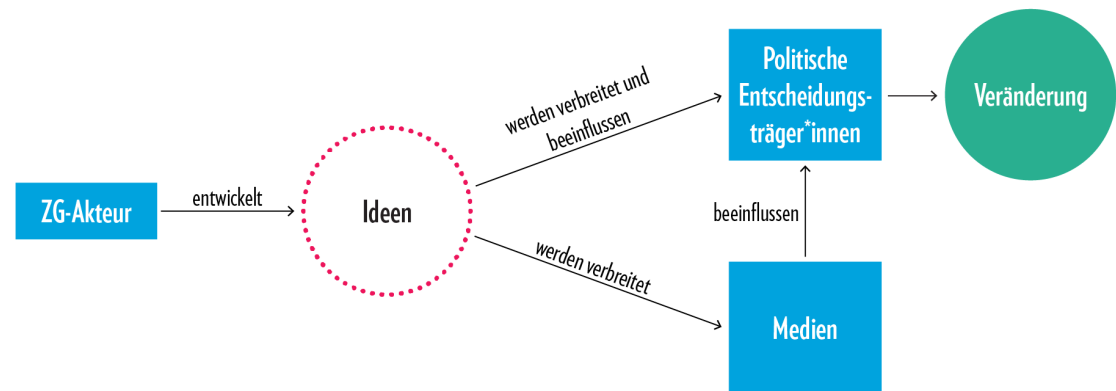 ZG-Akteur
entwickelt
Ideen
werden verbreitet und
beeinflussen
werden verbreitet
Politische
Entscheidungs-
träger*innen
beeinflussen
Medien
Veränderung